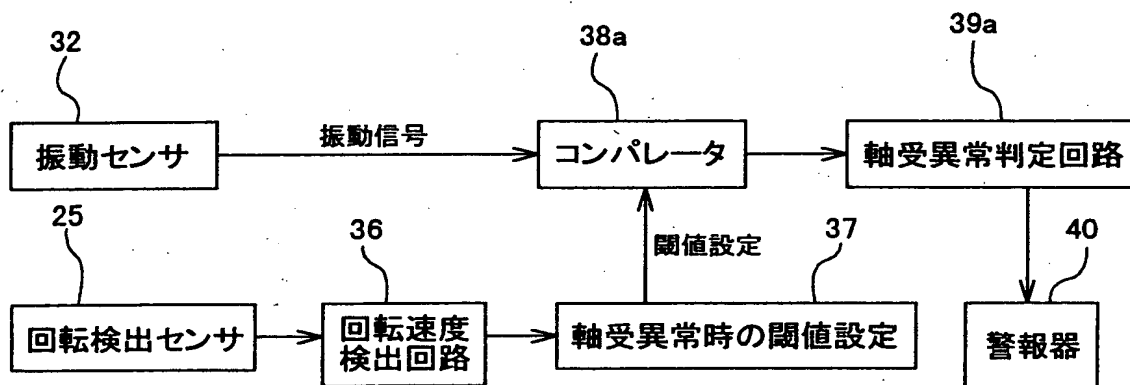 32
38a
39a
振動センサ
振動信号
コンパレータ
軸受異常判定回路
25
36
閾値設定
37
40
回転検出センサ
回転速度
検出回路
軸受異常時の閾値設定
警報器